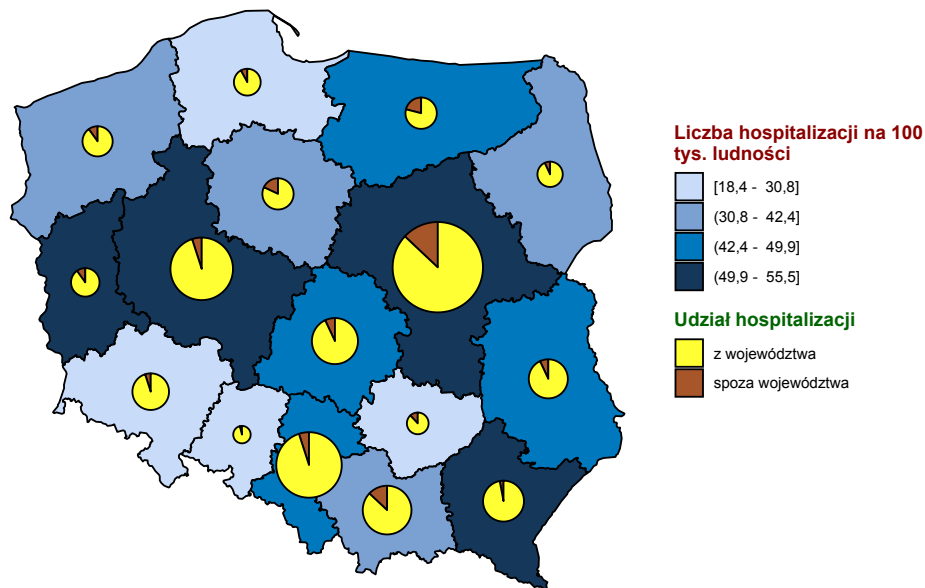 Liczba hospitalizacji na 100
tys. ludności
[18,4 - 30,8]
(30,8 - 42,4]
(42,4 - 49,9]
(49,9 - 55,5]
Udział hospitalizacji
z województwa
spoza województwa